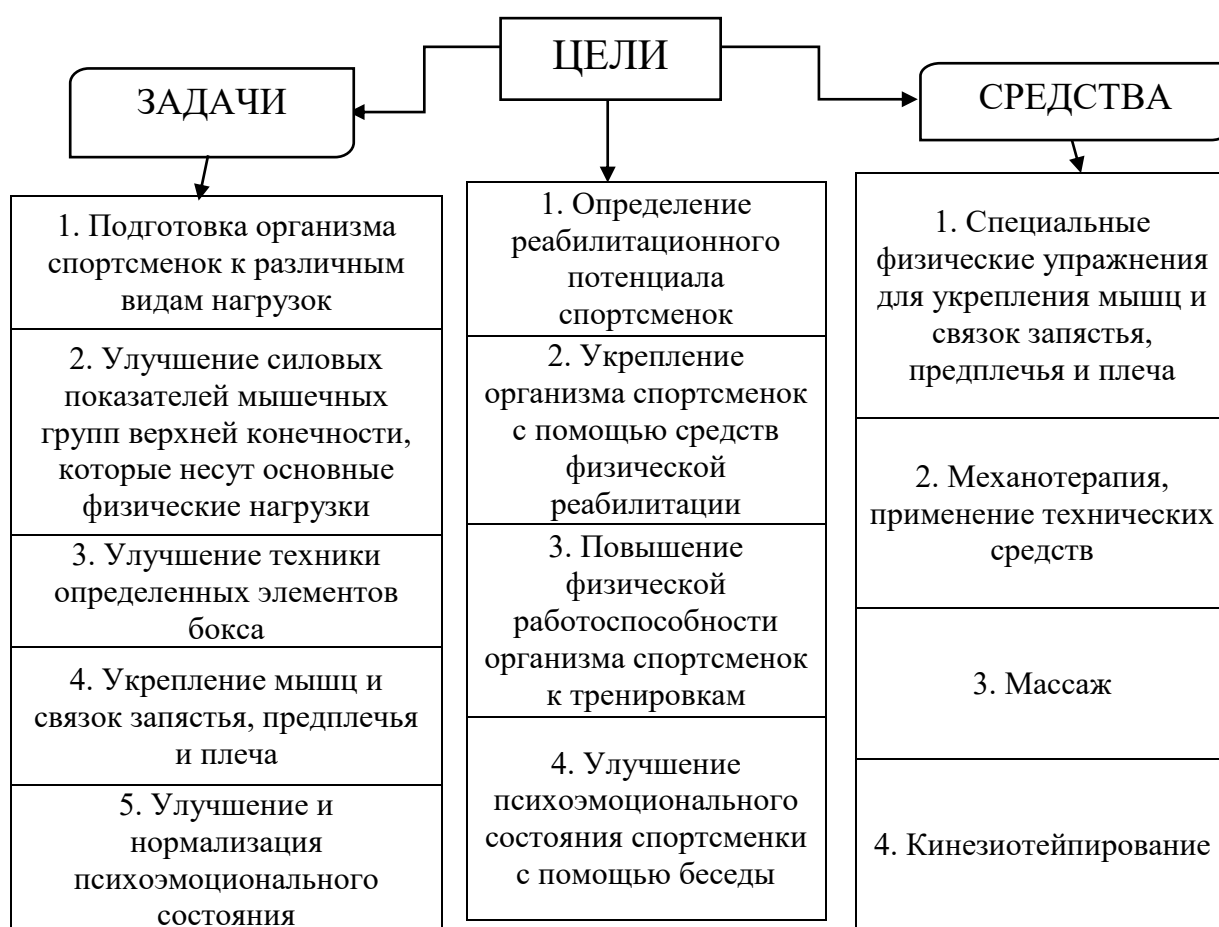 ЦЕЛИ
ЗАДАЧИ
СРЕДСТВА
1. Подготовка организма
спортсменок к различным
видам нагрузок
2. Улучшение силовых
показателей мышечных
групп верхней конечности,
которые несут основные
физические нагрузки
3. Улучшение техники
определенных элементов
бокса
4. Укрепление мышц и
связок запястья, предплечья
и плеча
5. Улучшение и
нормализация
психоэмоционального
состояния
1. Определение
реабилитационного
потенциала
спортсменок
2. Укрепление
организма спортсменок
с помощью средств
физической
реабилитации
3. Повышение
физической
работоспособности
организма спортсменок
к тренировкам
4. Улучшение
психоэмоционального
состояния спортсменки
с помощью беседы
1. Специальные
физические упражнения
для укрепления мышц и
связок запястья,
предплечья и плеча
2. Механотерапия,
применение технических
средств
3. Массаж
4. Кинезиотейпирование